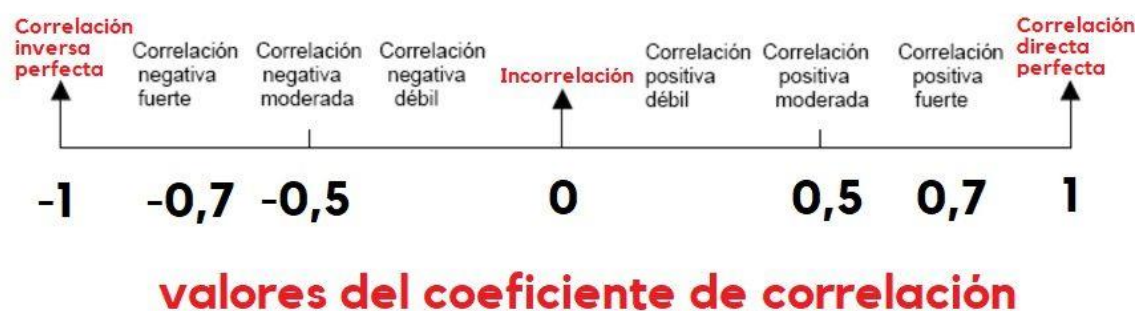 Correlación
inversa
perfecta
Correlación
negativa
fuerte
Correlación
negativa
moderada
Correlación
negativa
débil
Incorrelación
Correlación
positiva
débil
Correlación
positiva
moderada
Correlación
positiva
fuerte
Correlación
directa
perfecta
-1
-0,7
-0,5
0
0,5
0,7
1
valores del coeficiente de correlación